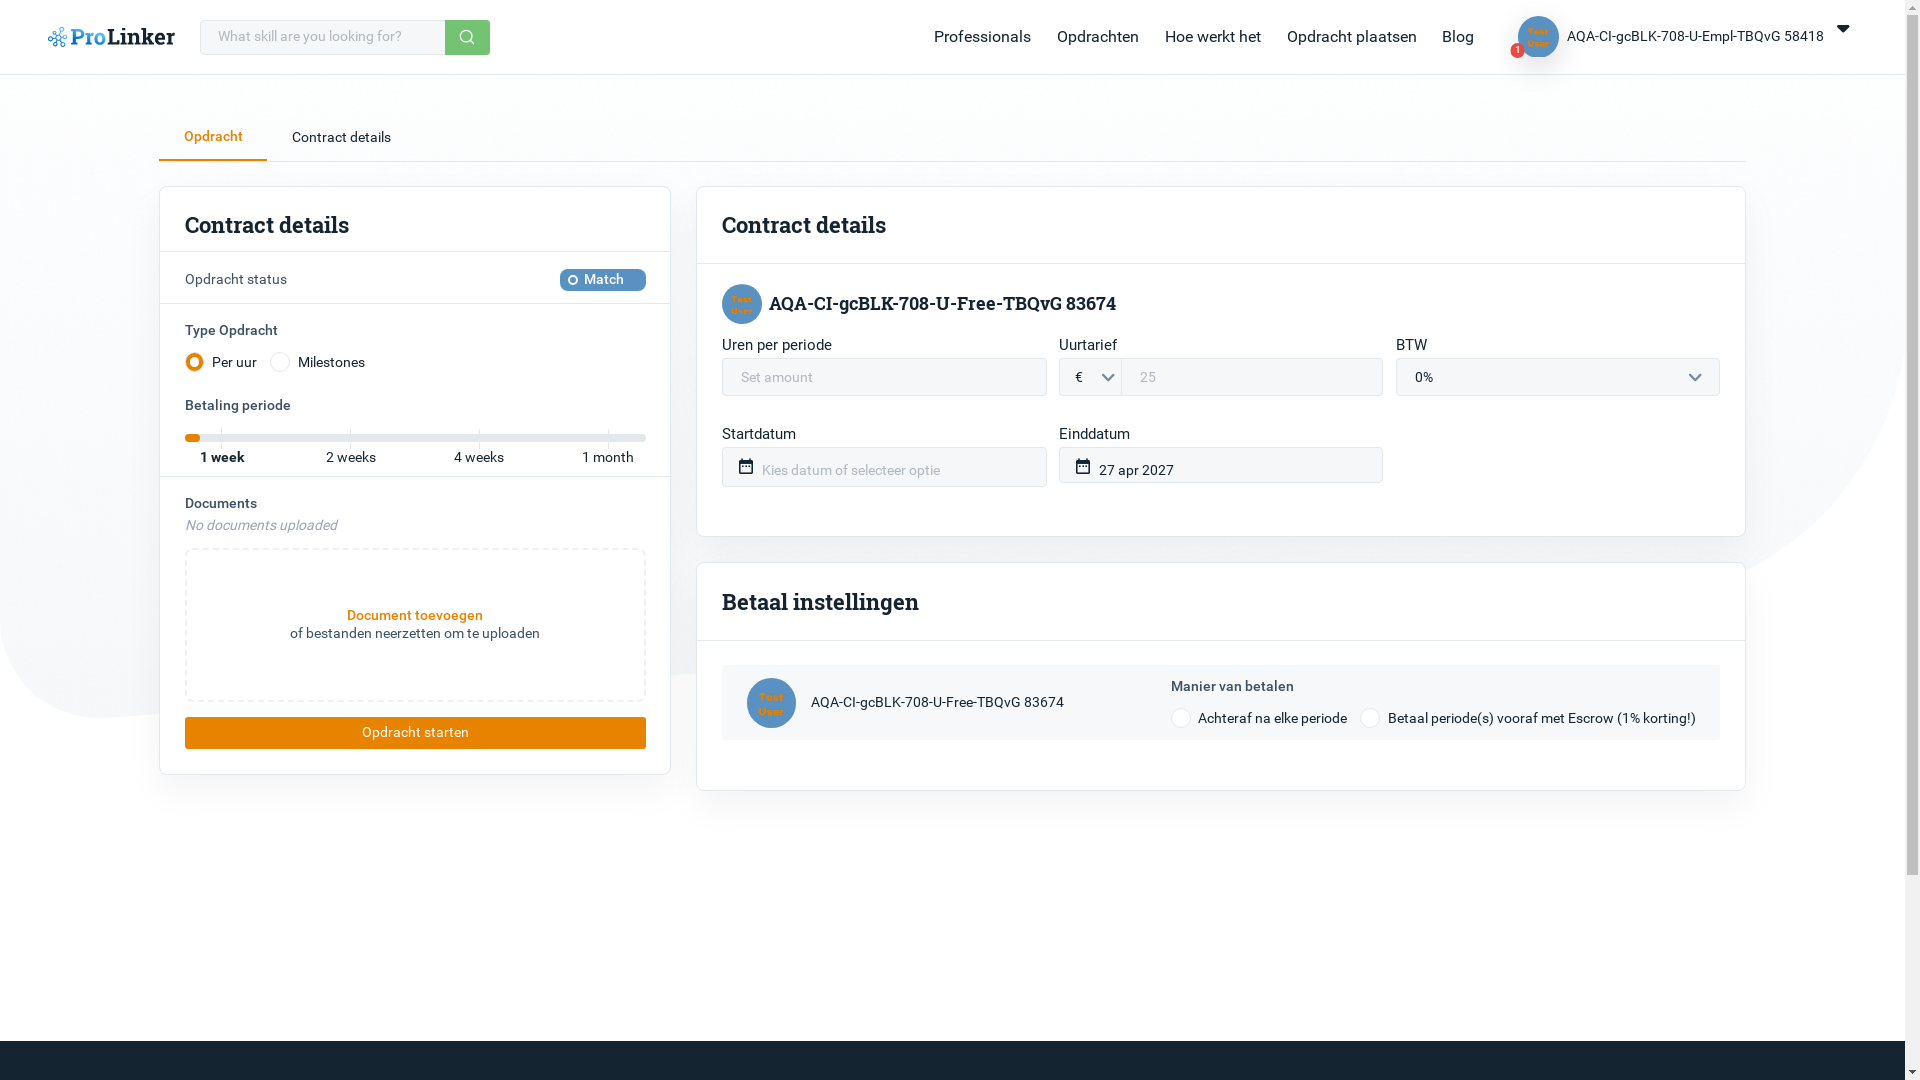 ProLinker
What skill are you looking for?
Professionals
Opdrachten
Hoe werkt het
Opdracht plaatsen
Blog
Test
User
1
AQA-CI-gcBLK-708-U-Empl-TBQvG 58418
Opdracht
Contract details
Contract details
Opdracht status
Match
Type Opdracht
Per uur
Milestones
Betaling periode
1 week
2 weeks
4 weeks
1 month
Documents
No documents uploaded
Document toevoegen
of bestanden neerzetten om te uploaden
Opdracht starten
Contract details
Test
User
AQA-CI-gcBLK-708-U-Free-TBQvG 83674
Uren per periode
Uurtarief
BTW
Set amount
€
25
0%
Startdatum
Einddatum
Kies datum of selecteer optie
27 apr 2027
Betaal instellingen
Test
User
AQA-CI-gcBLK-708-U-Free-TBQvG 83674
Manier van betalen
Achteraf na elke periode
Betaal periode(s) vooraf met Escrow (1% korting!)